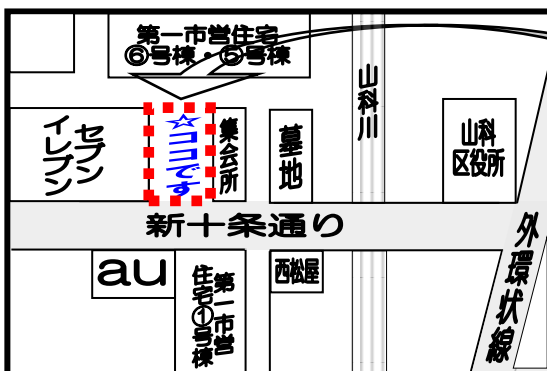 第一市営住宅
⑥号棟・⑤号棟
セブン
イレブン
☆ココです
集会所
墓地
山科川
山科
区役所
新十条通り
外環状線
au
第一市営
住宅①号棟
西松屋